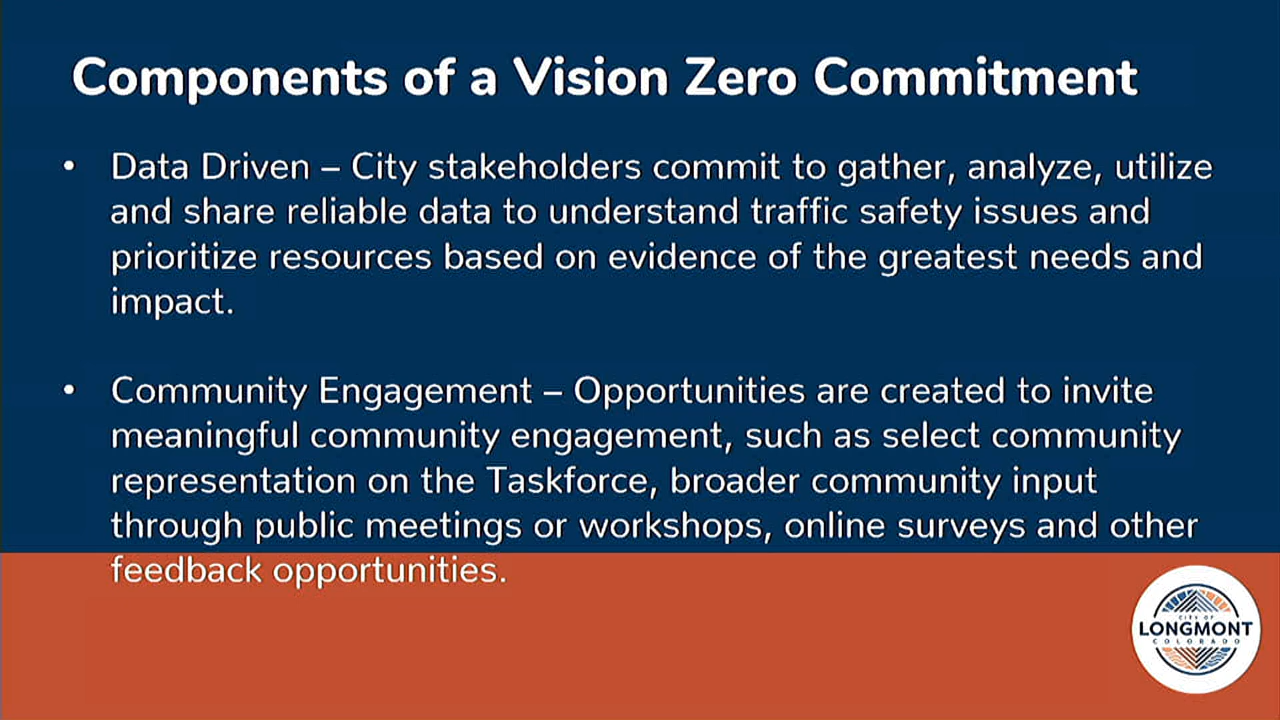 Components of a Vision Zero Commitment
• Data Driven – City stakeholders commit to gather, analyze, utilize
and share reliable data to understand traffic safety issues and
prioritize resources based on evidence of the greatest needs and
impact.
• Community Engagement – Opportunities are created to invite
meaningful community engagement, such as select community
representation on the Taskforce, broader community input
through public meetings or workshops, online surveys and other
feedback opportunities.
CITY OF
LONGMONT
COLORADO